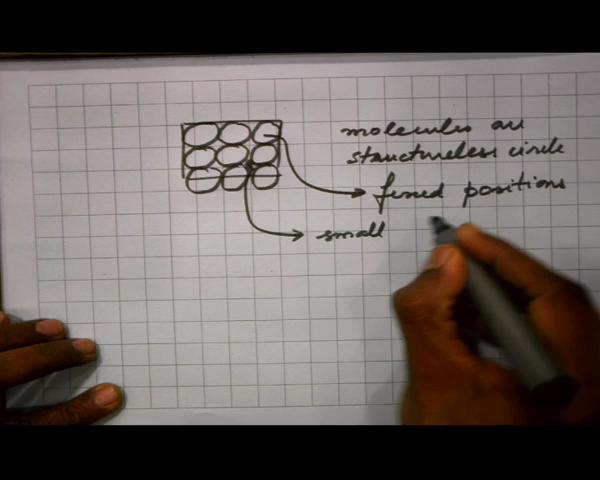 molecules are
structureless circle
fixed positions
small